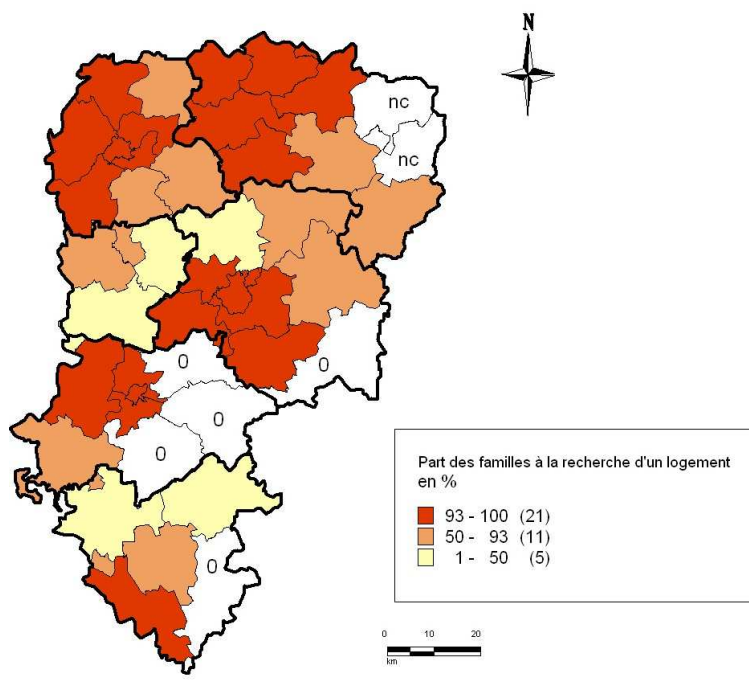 N
nc
nc
0
0
0
0
0
Part des familles à la recherche d'un logement
en %
93 - 100 (21)
50 - 93 (11)
1 - 50 (5)
0 10 20
km